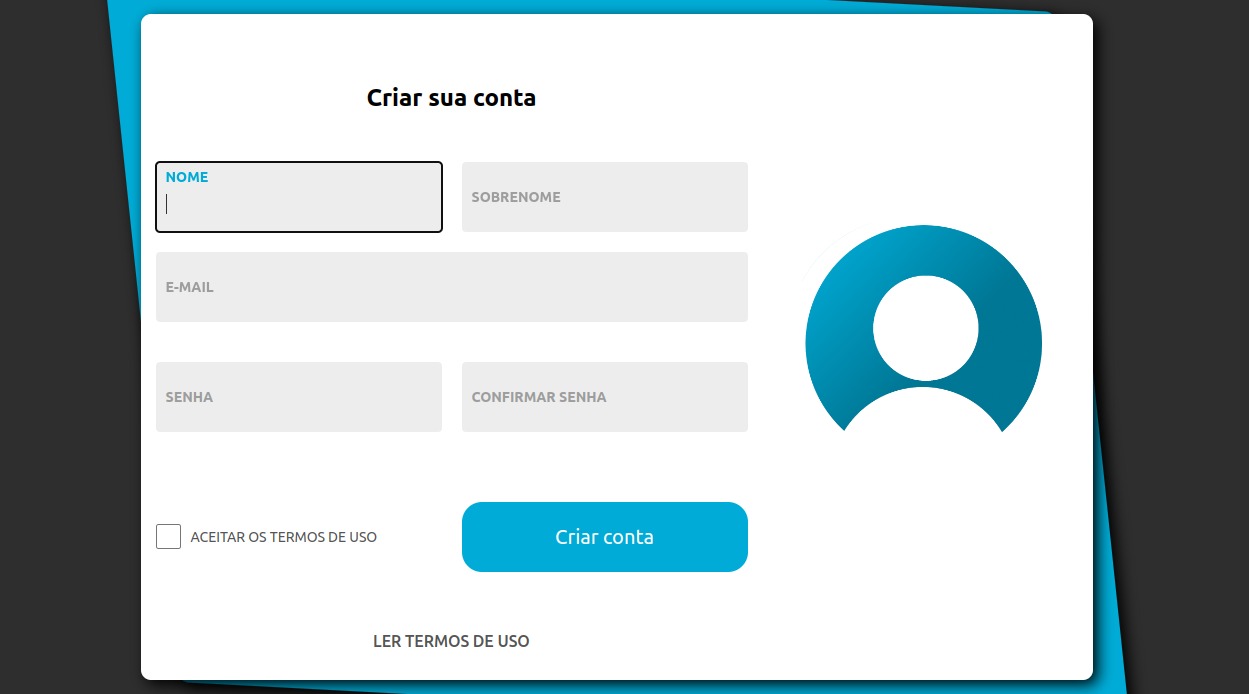 Criar sua conta
NOME
SOBRENOME
E-MAIL
SENHA
CONFIRMAR SENHA
ACEITAR OS TERMOS DE USO
Criar conta
LER TERMOS DE USO